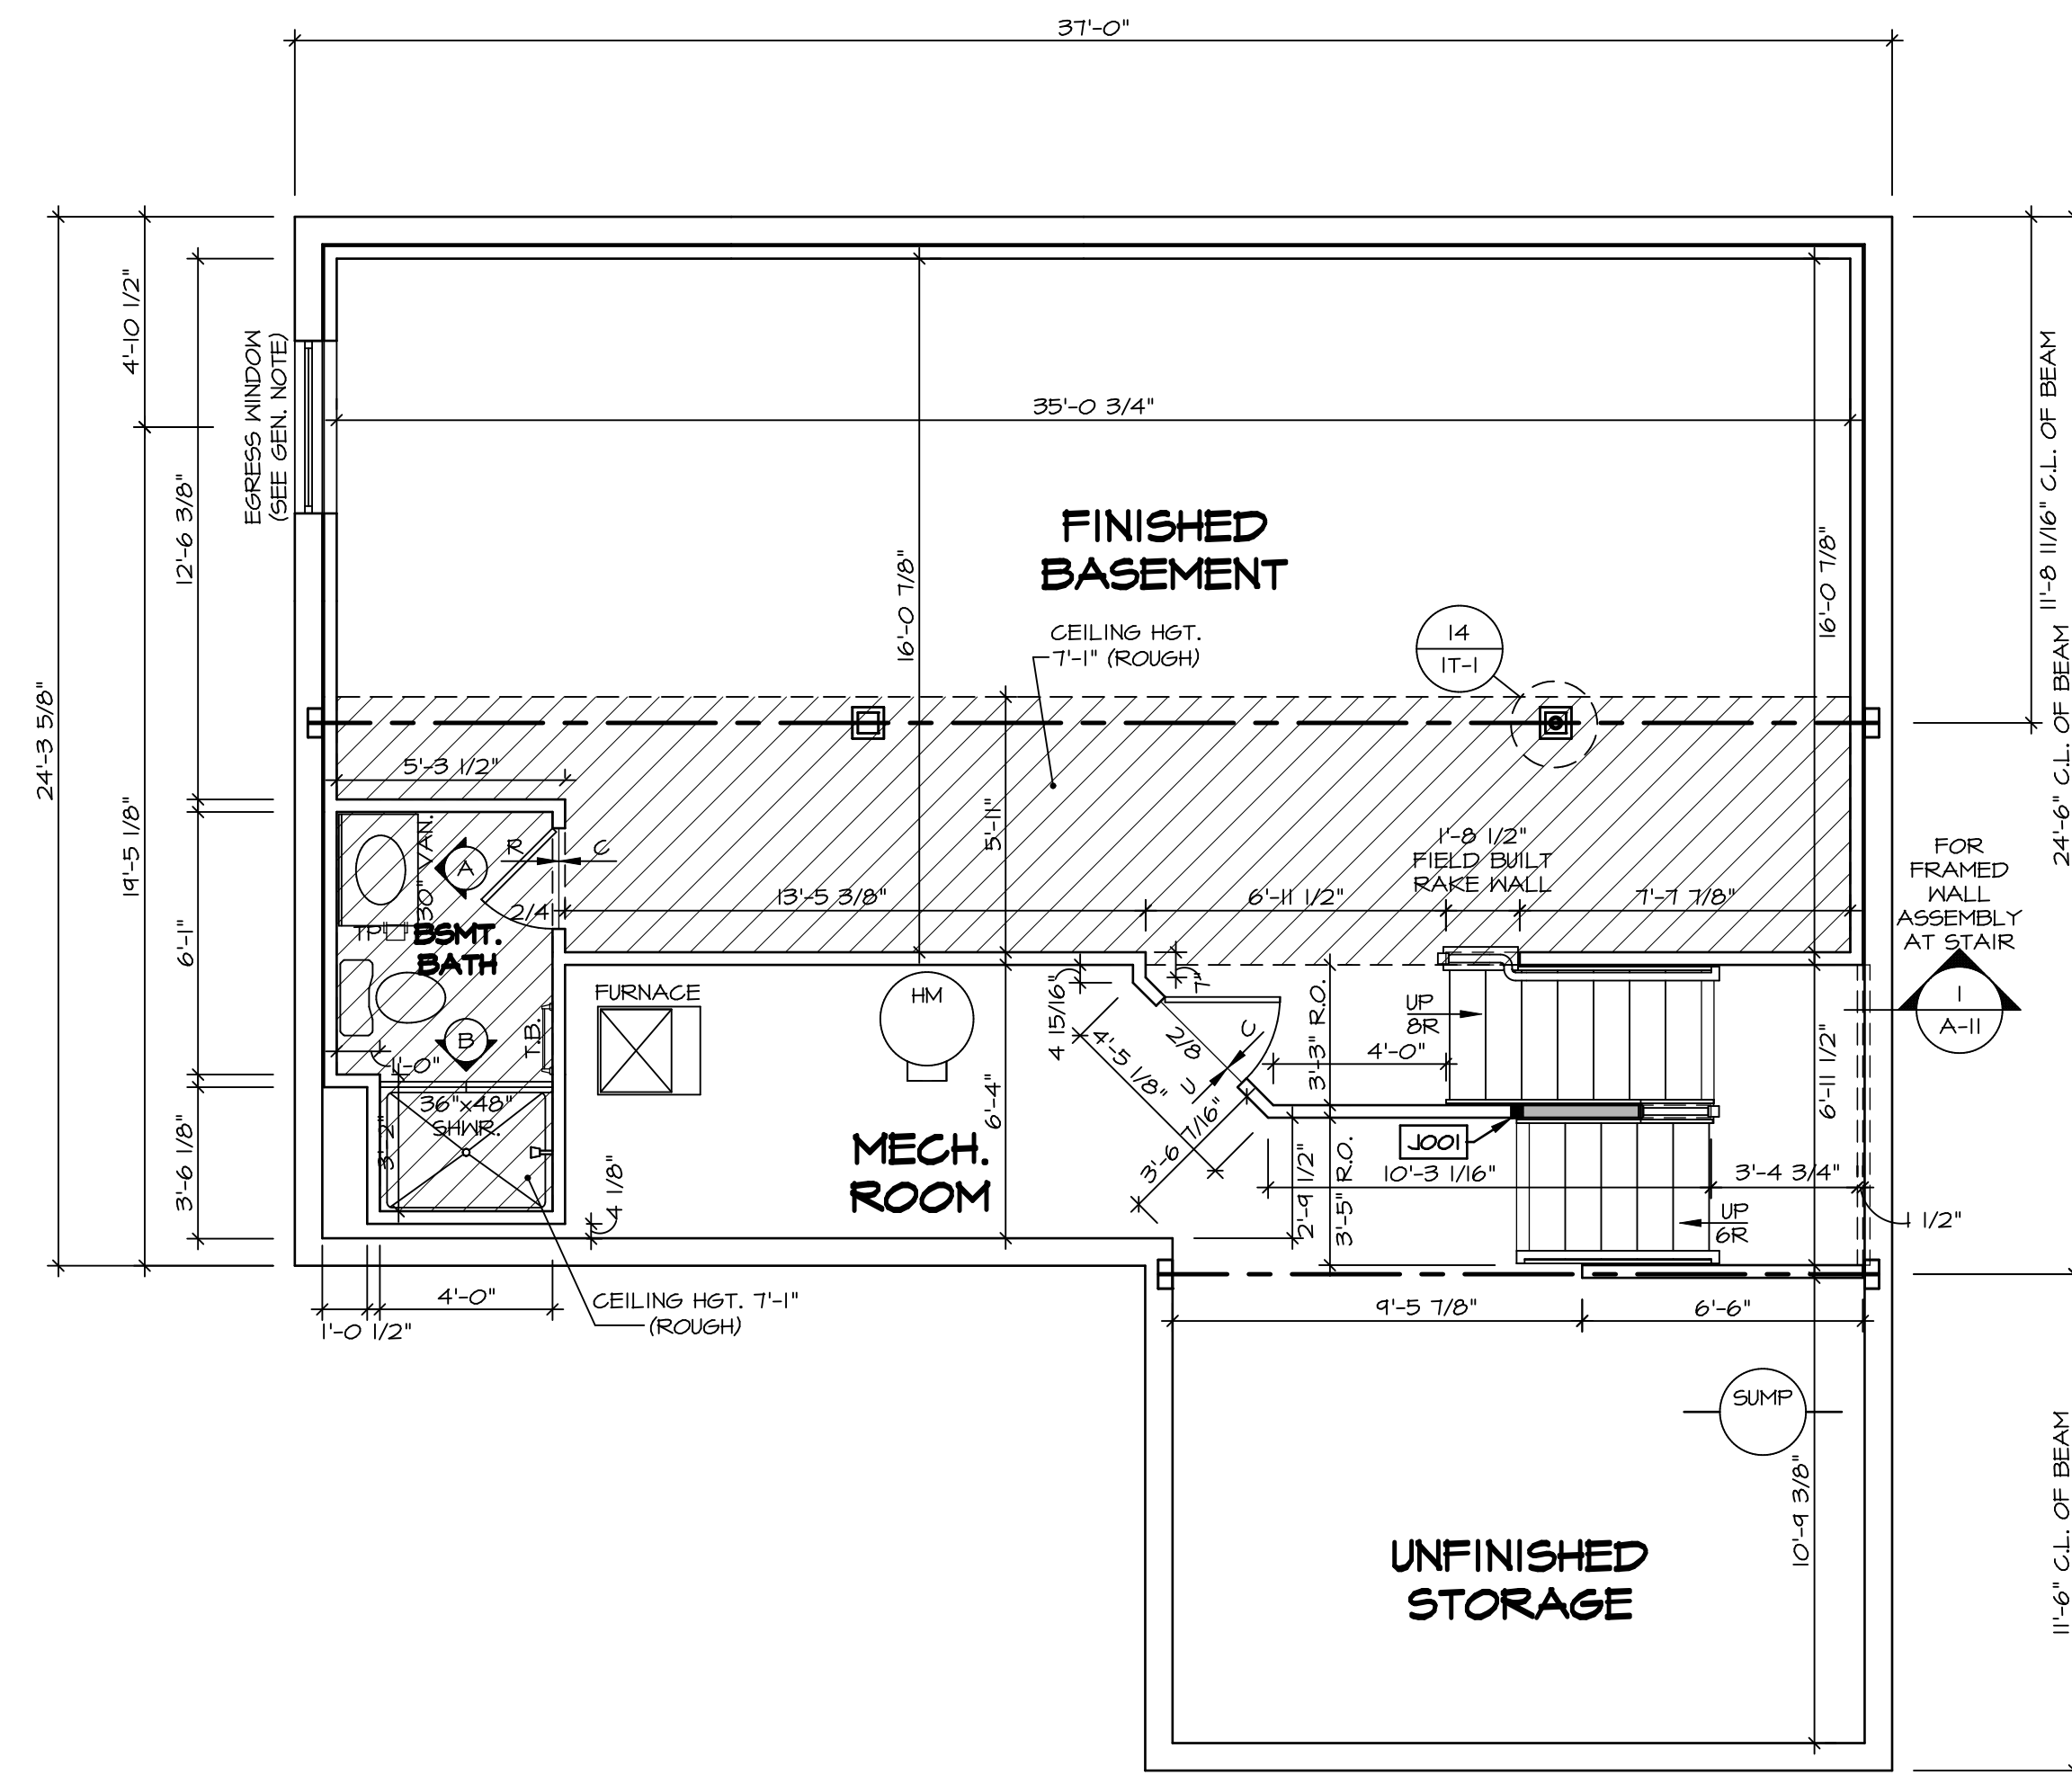 37'-0"
4'-10 1/2"
12'-6 3/8"
24'-3 5/8"
19'-5 1/8"
6'-1"
3'-6 1/8"
EGRESS WINDOW
(SEE GEN. NOTE)
35'-0 3/4"
FINISHED
BASEMENT
16'-0 7/8"
16'-0 7/8"
CEILING HGT.
7'-1" (ROUGH)
14
1T-1
11'-8 11/16" C.L. OF BEAM
24'-6" C.L. OF BEAM
5'-3 1/2"
5'-11"
1'-8 1/2"
FIELD BUILT
RAKE WALL
13'-5 3/8"
6'-11 1/2"
7'-7 7/8"
FOR
FRAMED
WALL
ASSEMBLY
AT STAIR
1
A-11
30" VAN.
A
R
C
2/4
TP
BSMT.
BATH
B
T.B.
1'-0"
36"x48"
SHWR.
3'-2"
FURNACE
HM
4 15/16"
7"
2/8
C
U
4'-5 1/8"
3'-6 7/16"
6'-4"
MECH.
ROOM
4 1/8"
UP
8R
4'-0"
3'-3" R.O.
6'-11 1/2"
J001
10'-3 1/16"
3'-4 3/4"
2'-9 1/2"
3'-5" R.O.
UP
6R
1 1/2"
4'-0"
1'-0 1/2"
CEILING HGT. 7'-1"
(ROUGH)
9'-5 7/8"
6'-6"
SUMP
10'-9 3/8"
11'-6" C.L. OF BEAM
UNFINISHED
STORAGE